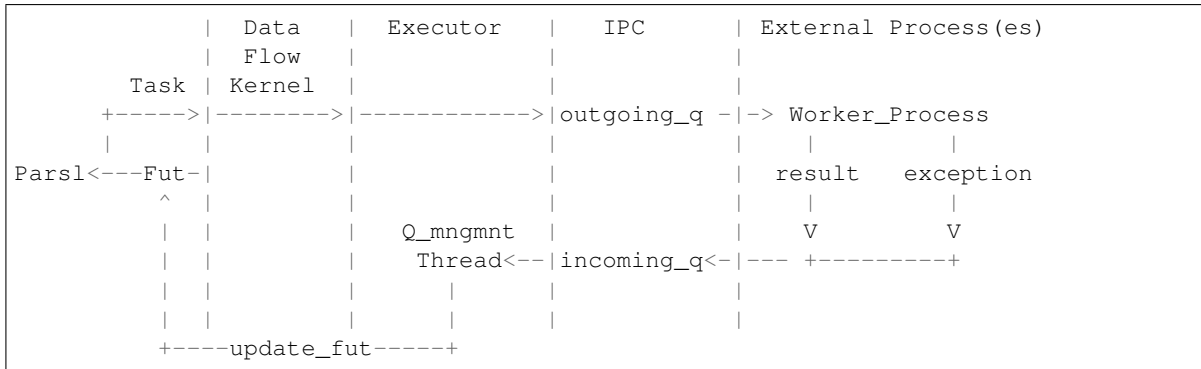 |   Data    |   Executor    |    IPC      | External Process(es)
             |   Flow    |               |             |
        Task | Kernel    |               |             |
      +----->|---------->|-------------->|outgoing_q  -|-> Worker_Process
      |      |           |               |             |    |         |
Parsl<---Fut-|           |               |             |  result   exception
          ^  |           |               |             |    |         |
          |  |           |   Q_mngmnt    |             |    V         V
          |  |           |    Thread<----|incoming_q<--|--- +---------+
          |  |           |      |        |             |
          |  |           |      |        |             |
          +----update_fut-------+